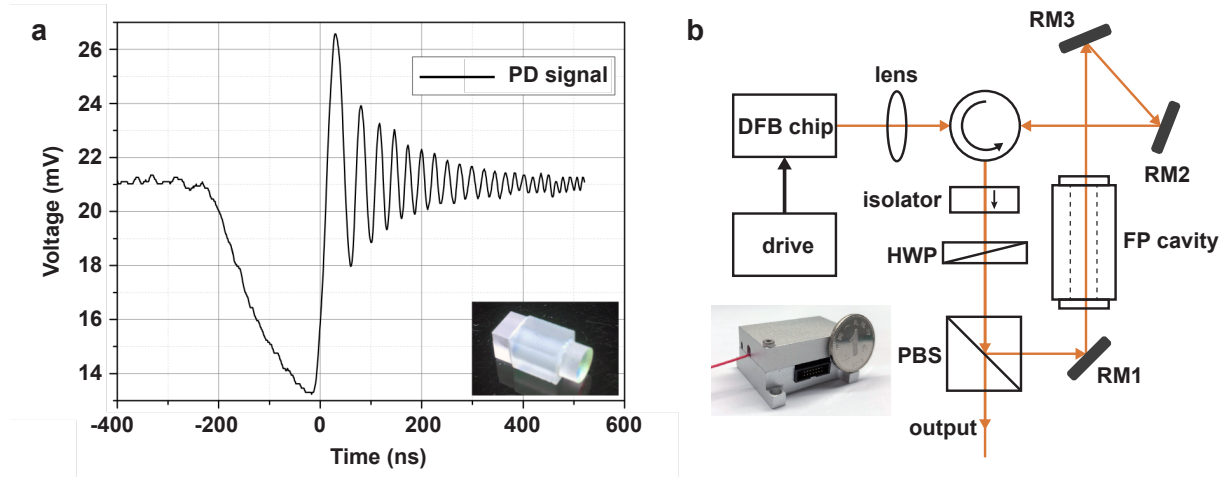 a
26
24
22
20
18
16
14
Voltage (mV)
PD signal
-400
-200
0
200
400
600
Time (ns)
b
RM3
lens
DFB chip
RM2
isolator
FP cavity
drive
HWP
PBS
RM1
output